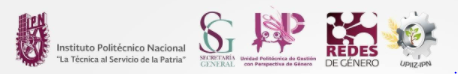 IPN
Instituto Politécnico Nacional
"La Técnica al Servicio de la Patria"
SG
SECRETARÍA
GENERAL
Unidad Politécnica de Gestión
con Perspectiva de Género
REDES
DE GÉNERO
UPIIZ-IPN